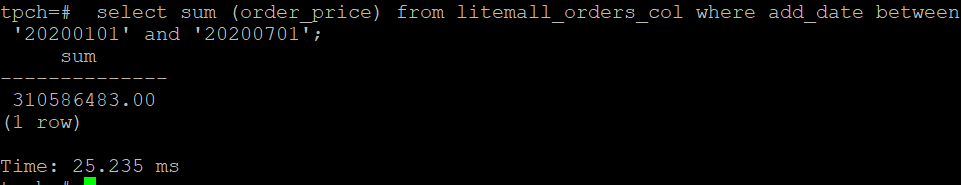 tpch=#  select sum (order_price) from litemall_orders_col where add_date between
 '20200101' and '20200701';
     sum
--------------
 310586483.00
(1 row)

Time: 25.235 ms